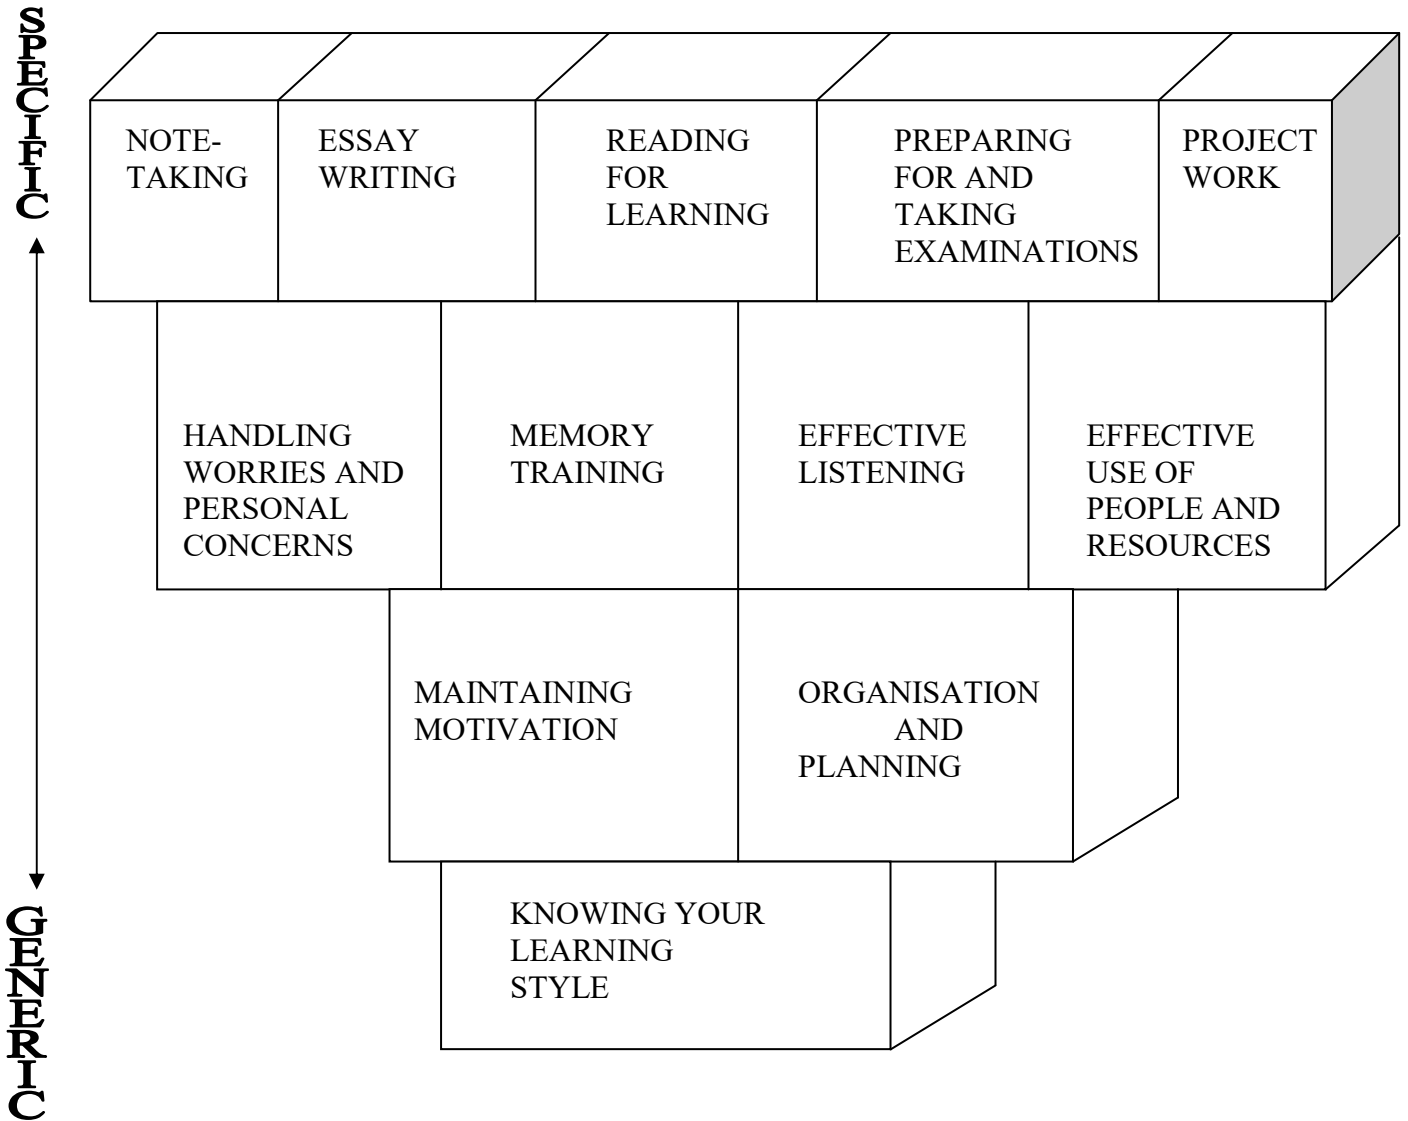 SPECIFIC
NOTE-
TAKING
ESSAY
WRITING
READING
FOR
LEARNING
PREPARING
FOR AND
TAKING
EXAMINATIONS
PROJECT
WORK
HANDLING
WORRIES AND
PERSONAL
CONCERNS
MEMORY
TRAINING
EFFECTIVE
LISTENING
EFFECTIVE
USE OF
PEOPLE AND
RESOURCES
MAINTAINING
MOTIVATION
ORGANISATION
AND
PLANNING
KNOWING YOUR
LEARNING
STYLE
GENERIC